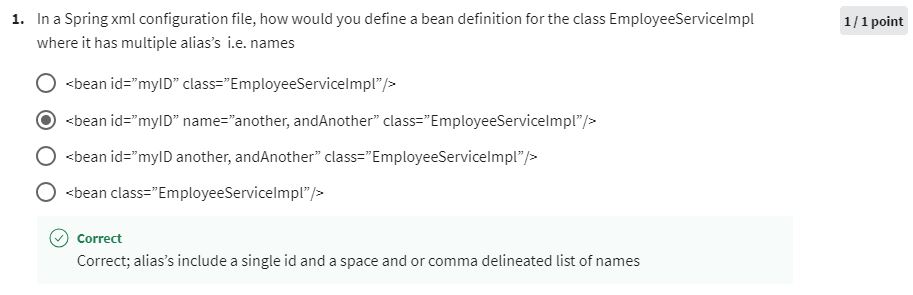 1. In a Spring xml configuration file, how would you define a bean definition for the class EmployeeServiceImpl
1 / 1 point
where it has multiple alias's i.e. names
<bean id=”myID” class=”EmployeeServiceImpl”/>
<bean id=”myID” name=”another, andAnother” class=”EmployeeServiceImpl”/>
<bean id=”myID another, andAnother” class=”EmployeeServiceImpl”/>
<bean class=”EmployeeServiceImpl”/>
Correct
Correct; alias's include a single id and a space and or comma delineated list of names